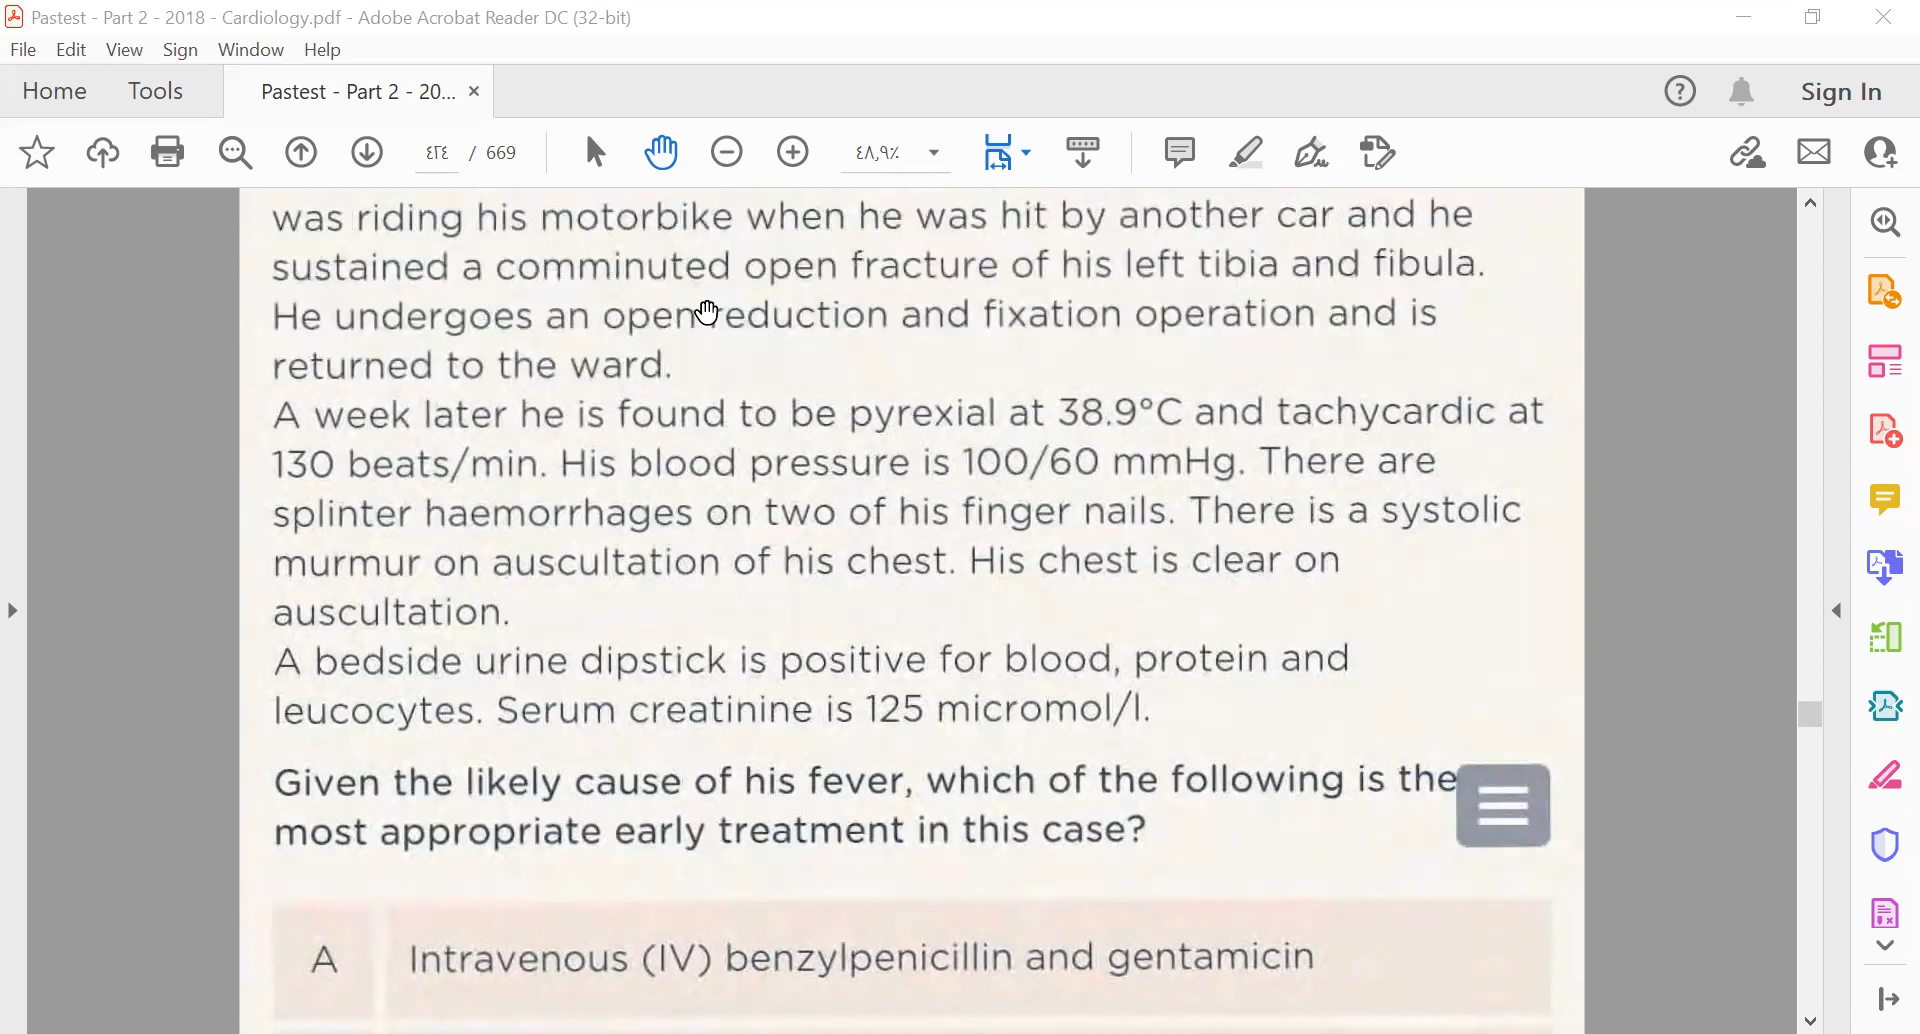 Pastest - Part 2 - 2018 - Cardiology.pdf - Adobe Acrobat Reader DC (32-bit)
File Edit View Sign Window Help
Home Tools Pastest - Part 2 - 20... × Sign In
٤٢٤ / 669 ٤٨,٩٪
was riding his motorbike when he was hit by another car and he
sustained a comminuted open fracture of his left tibia and fibula.
He undergoes an open reduction and fixation operation and is
returned to the ward.
A week later he is found to be pyrexial at 38.9°C and tachycardic at
130 beats/min. His blood pressure is 100/60 mmHg. There are
splinter haemorrhages on two of his finger nails. There is a systolic
murmur on auscultation of his chest. His chest is clear on
auscultation.
A bedside urine dipstick is positive for blood, protein and
leucocytes. Serum creatinine is 125 micromol/l.
Given the likely cause of his fever, which of the following is the
most appropriate early treatment in this case?
A Intravenous (IV) benzylpenicillin and gentamicin